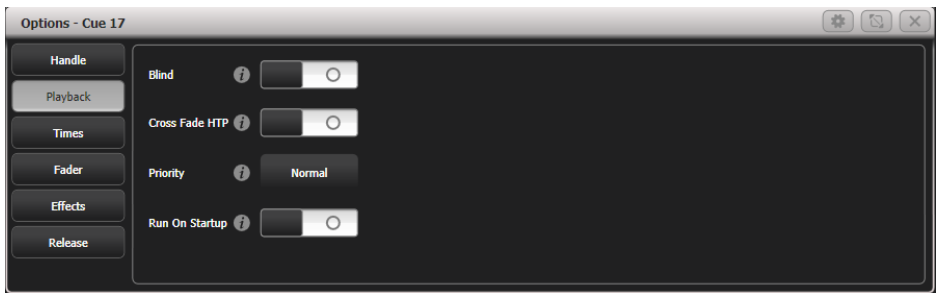 Options - Cue 17
Handle
Playback
Times
Fader
Effects
Release
Blind
Cross Fade HTP
Priority Normal
Run On Startup